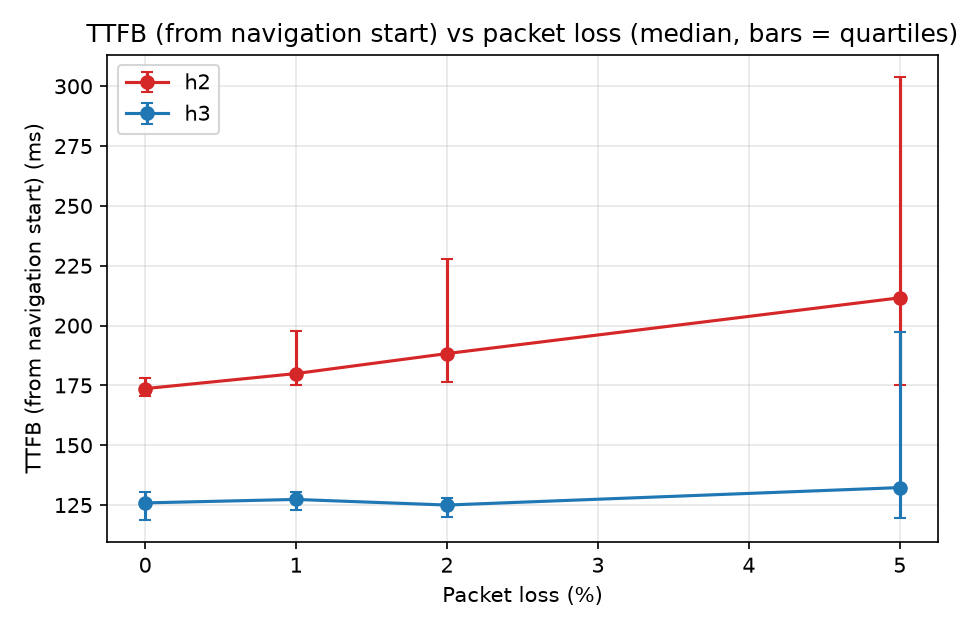 TTFB (from navigation start) vs packet loss (median, bars = quartiles)
h2
h3
TTFB (from navigation start) (ms)
300
275
250
225
200
175
150
125
0 1 2 3 4 5
Packet loss (%)